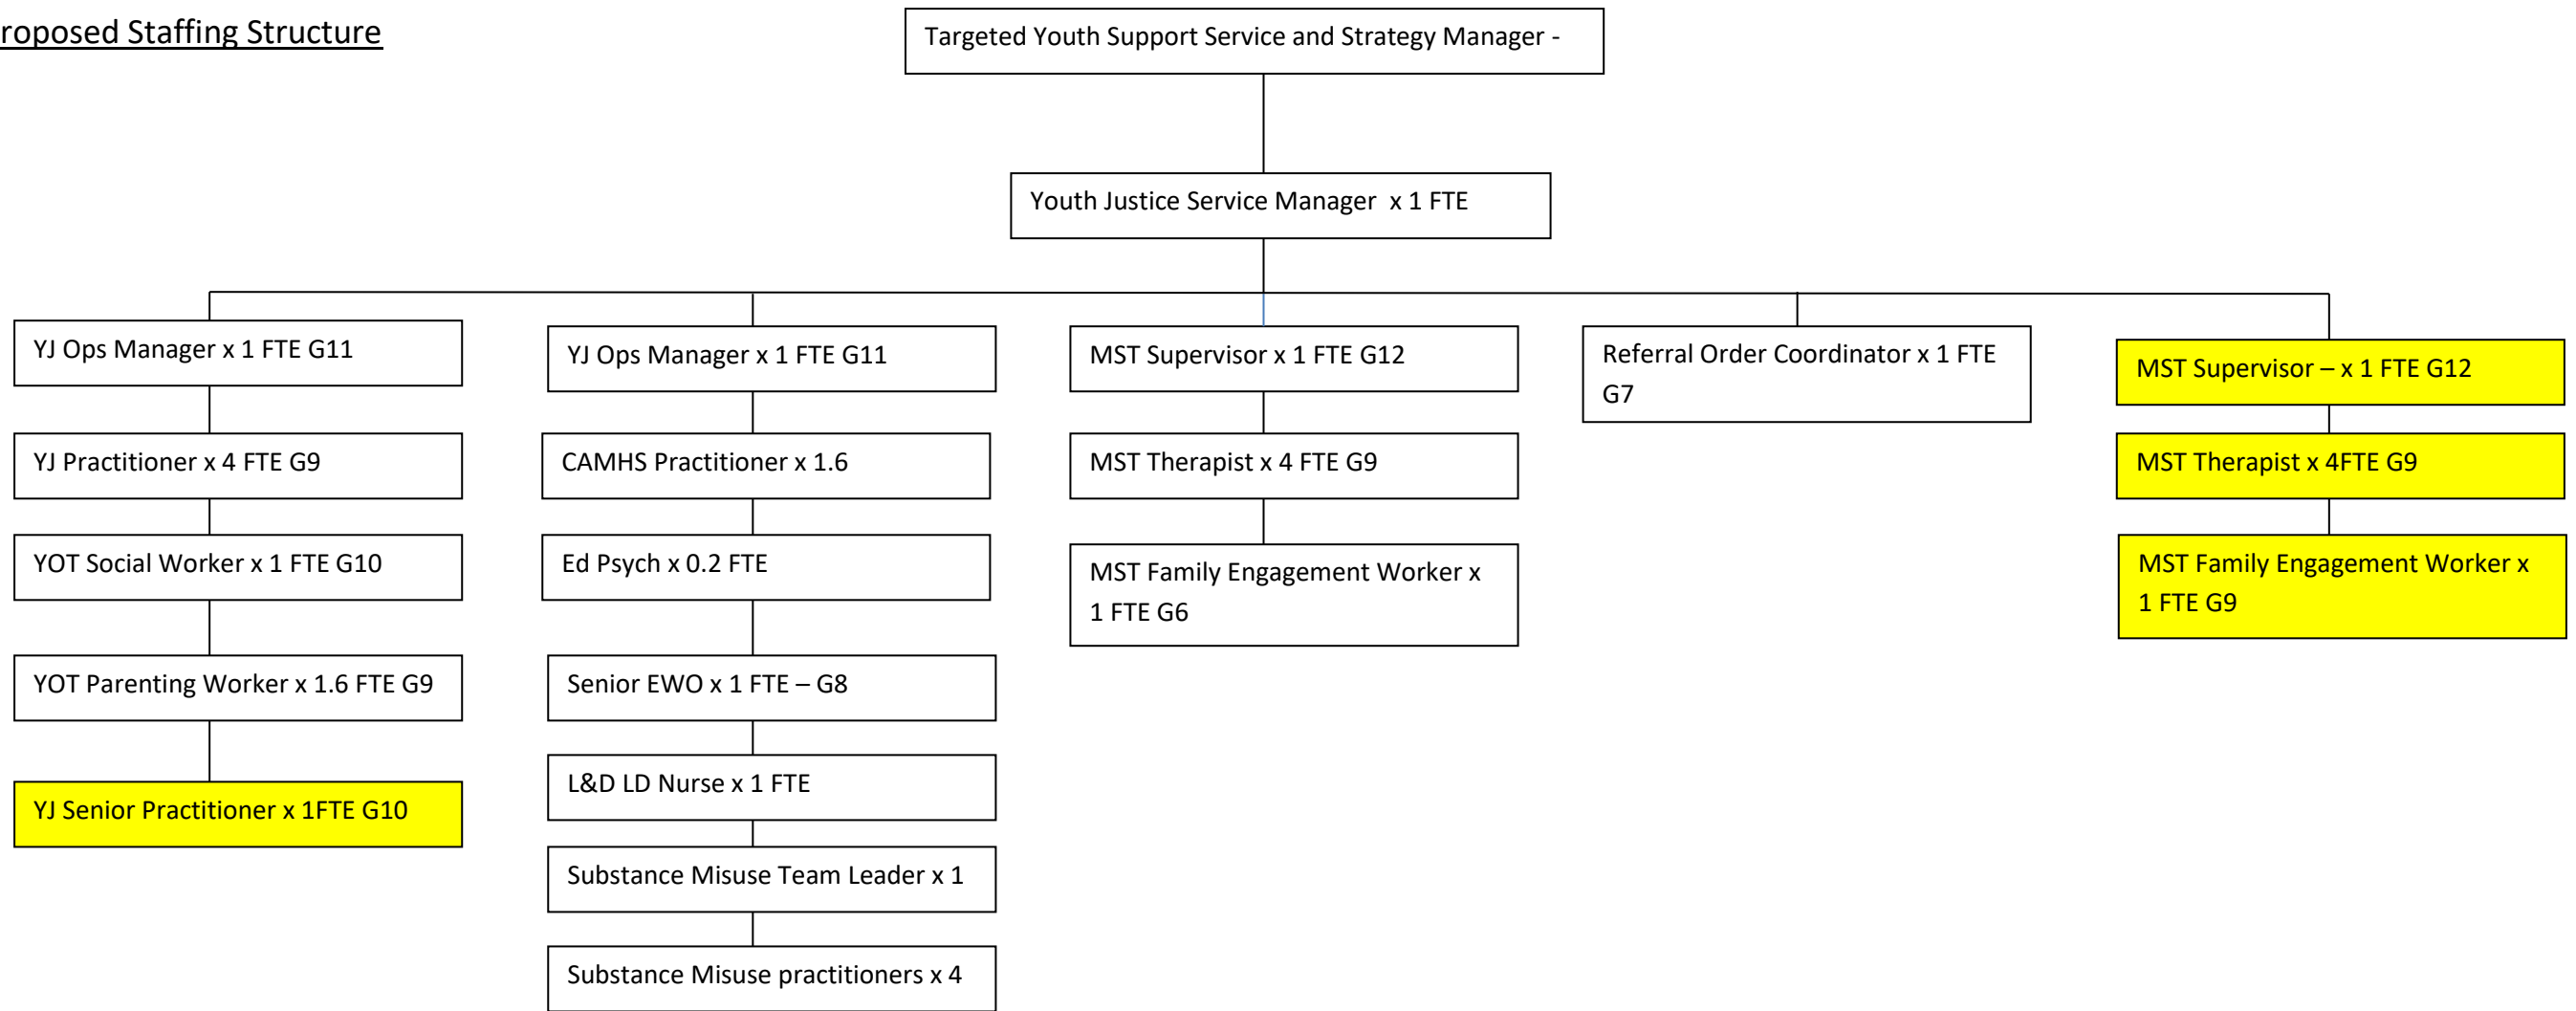 roposed Staffing Structure
Targeted Youth Support Service and Strategy Manager -
Youth Justice Service Manager  x 1 FTE
YJ Ops Manager x 1 FTE G11
YJ Practitioner x 4 FTE G9
YOT Social Worker x 1 FTE G10
YOT Parenting Worker x 1.6 FTE G9
YJ Senior Practitioner x 1FTE G10
YJ Ops Manager x 1 FTE G11
CAMHS Practitioner x 1.6
Ed Psych x 0.2 FTE
Senior EWO x 1 FTE – G8
L&D LD Nurse x 1 FTE
Substance Misuse Team Leader x 1
Substance Misuse practitioners x 4
MST Supervisor x 1 FTE G12
MST Therapist x 4 FTE G9
MST Family Engagement Worker x
1 FTE G6
Referral Order Coordinator x 1 FTE
G7
MST Supervisor – x 1 FTE G12
MST Therapist x 4FTE G9
MST Family Engagement Worker x
1 FTE G9